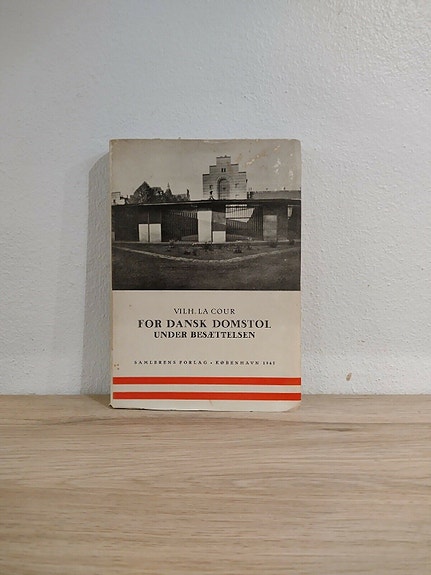 VILH. LA COUR
FOR DANSK DOMSTOL
UNDER BESÆTTELSEN
SAMLERENS FORLAG • KØBENHAVN